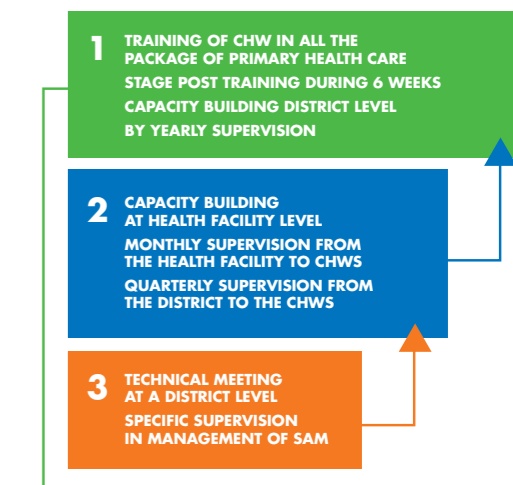 1
TRAINING OF CHW IN ALL THE
PACKAGE OF PRIMARY HEALTH CARE
STAGE POST TRAINING DURING 6 WEEKS
CAPACITY BUILDING DISTRICT LEVEL
BY YEARLY SUPERVISION
2
CAPACITY BUILDING
AT HEALTH FACILITY LEVEL
MONTHLY SUPERVISION FROM
THE HEALTH FACILITY TO CHWS
QUARTERLY SUPERVISION FROM
THE DISTRICT TO THE CHWS
3
TECHNICAL MEETING
AT A DISTRICT LEVEL
SPECIFIC SUPERVISION
IN MANAGEMENT OF SAM